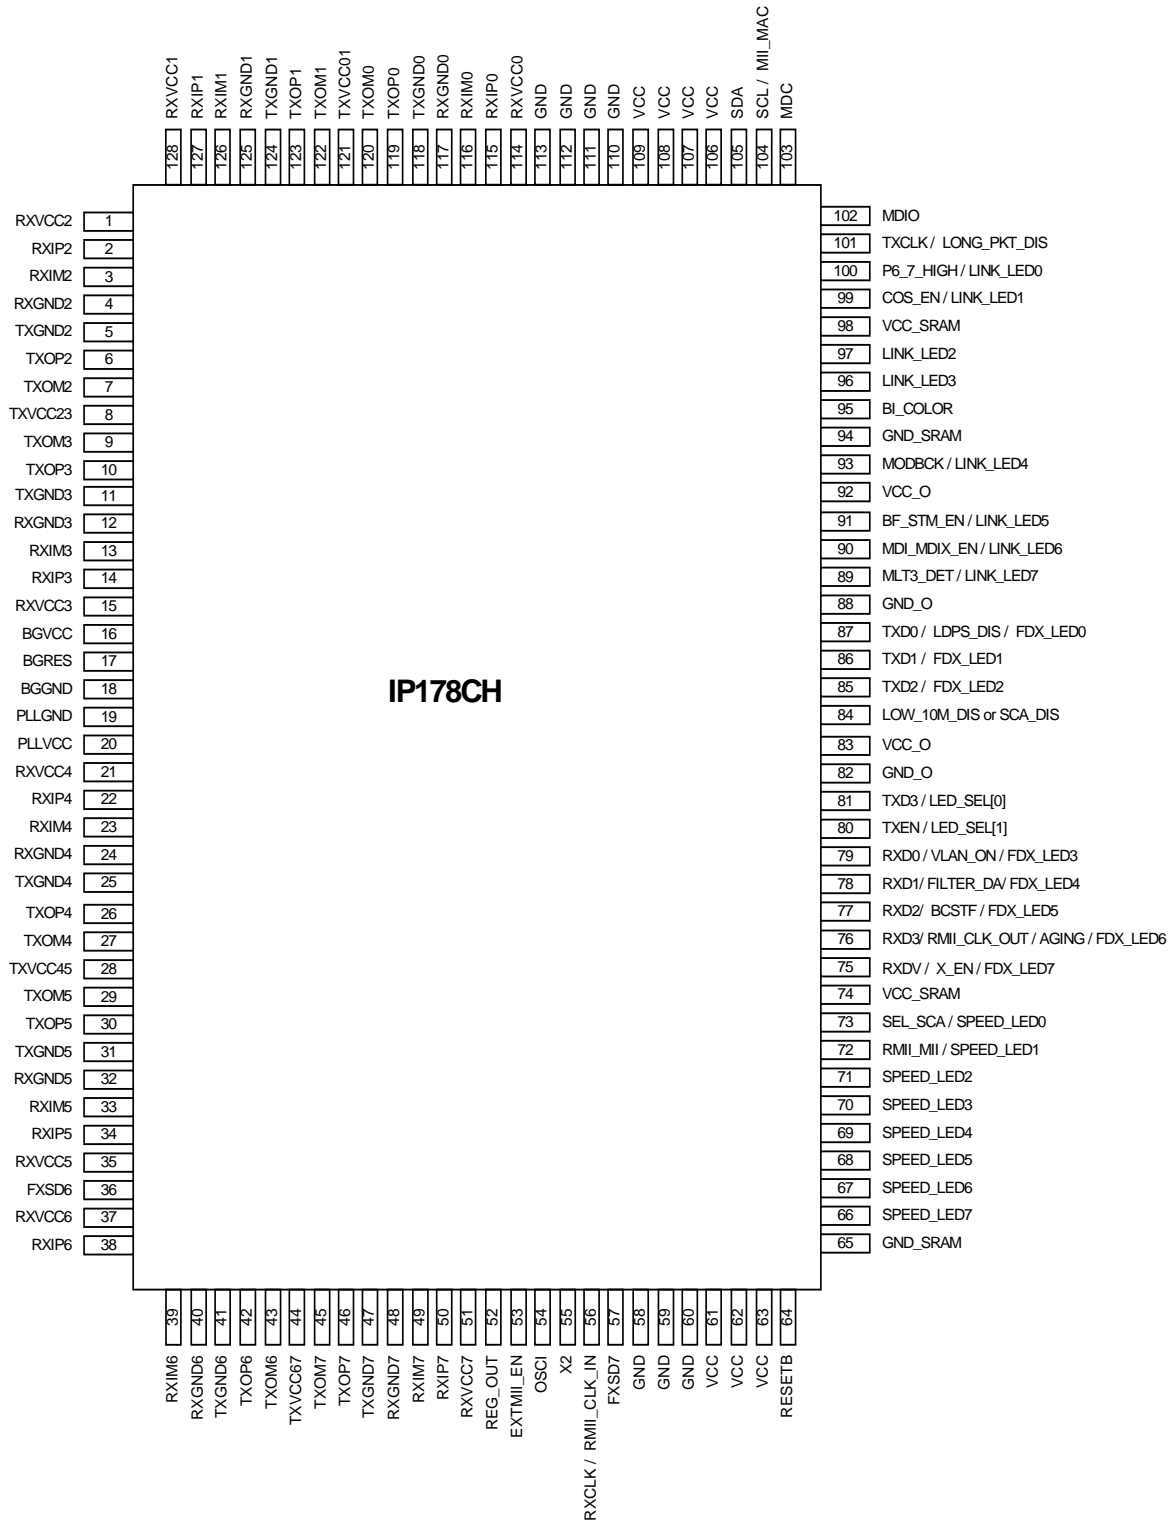 RXVCC1
RXIP1
RXIM1
RXGND1
TXGND1
TXOP1
TXOM1
TXVCC01
TXOM0
TXOP0
TXGND0
RXGND0
RXIM0
RXIP0
RXVCC0
GND
GND
GND
GND
VCC
VCC
VCC
VCC
SDA
SCL / MII_MAC
MDC
128
127
126
125
124
123
122
121
120
119
118
117
116
115
114
113
112
111
110
109
108
107
106
105
104
103
RXVCC2 1
RXIP2 2
RXIM2 3
RXGND2 4
TXGND2 5
TXOP2 6
TXOM2 7
TXVCC23 8
TXOM3 9
TXOP3 10
TXGND3 11
RXGND3 12
RXIM3 13
RXIP3 14
RXVCC3 15
BGVCC 16
BGRES 17
BGGND 18
PLLGND 19
PLLVCC 20
RXVCC4 21
RXIP4 22
RXIM4 23
RXGND4 24
TXGND4 25
TXOP4 26
TXOM4 27
TXVCC45 28
TXOM5 29
TXOP5 30
TXGND5 31
RXGND5 32
RXIM5 33
RXIP5 34
RXVCC5 35
FXSD6 36
RXVCC6 37
RXIP6 38
IP178CH
102 MDIO
101 TXCLK / LONG_PKT_DIS
100 P6_7_HIGH / LINK_LED0
99 COS_EN / LINK_LED1
98 VCC_SRAM
97 LINK_LED2
96 LINK_LED3
95 BI_COLOR
94 GND_SRAM
93 MODBCK / LINK_LED4
92 VCC_O
91 BF_STM_EN / LINK_LED5
90 MDI_MDIX_EN / LINK_LED6
89 MLT3_DET / LINK_LED7
88 GND_O
87 TXD0 / LDPS_DIS / FDX_LED0
86 TXD1 / FDX_LED1
85 TXD2 / FDX_LED2
84 LOW_10M_DIS or SCA_DIS
83 VCC_O
82 GND_O
81 TXD3 / LED_SEL[0]
80 TXEN / LED_SEL[1]
79 RXD0 / VLAN_ON / FDX_LED3
78 RXD1/ FILTER_DA/ FDX_LED4
77 RXD2/ BCSTF / FDX_LED5
76 RXD3/ RMII_CLK_OUT / AGING / FDX_LED6
75 RXDV / X_EN / FDX_LED7
74 VCC_SRAM
73 SEL_SCA / SPEED_LED0
72 RMII_MII / SPEED_LED1
71 SPEED_LED2
70 SPEED_LED3
69 SPEED_LED4
68 SPEED_LED5
67 SPEED_LED6
66 SPEED_LED7
65 GND_SRAM
39
40
41
42
43
44
45
46
47
48
49
50
51
52
53
54
55
56
57
58
59
60
61
62
63
64
RXIM6
RXGND6
TXGND6
TXOP6
TXOM6
TXVCC67
TXOM7
TXOP7
TXGND7
RXGND7
RXIM7
RXIP7
RXVCC7
REG_OUT
EXTMII_EN
OSCI
X2
RXCLK / RMII_CLK_IN
FXSD7
GND
GND
GND
VCC
VCC
VCC
RESETB